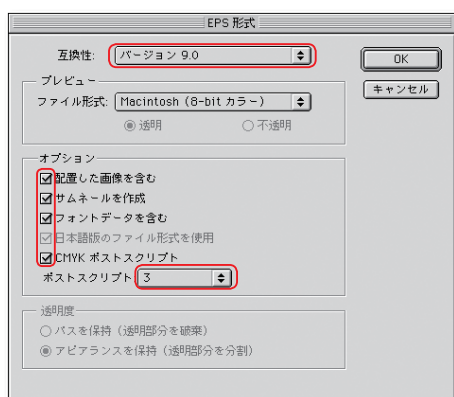 EPS 形式
互換性: バージョン 9.0
OK
プレビュー
キャンセル
ファイル形式: Macintosh (8-bit カラー)
透明 不透明
オプション
配置した画像を含む
サムネールを作成
フォントデータを含む
日本語版のファイル形式を使用
CMYK ポストスクリプト
ポストスクリプト 3
透明度
パスを保持（透明部分を破棄）
アピアランスを保持（透明部分を分割）